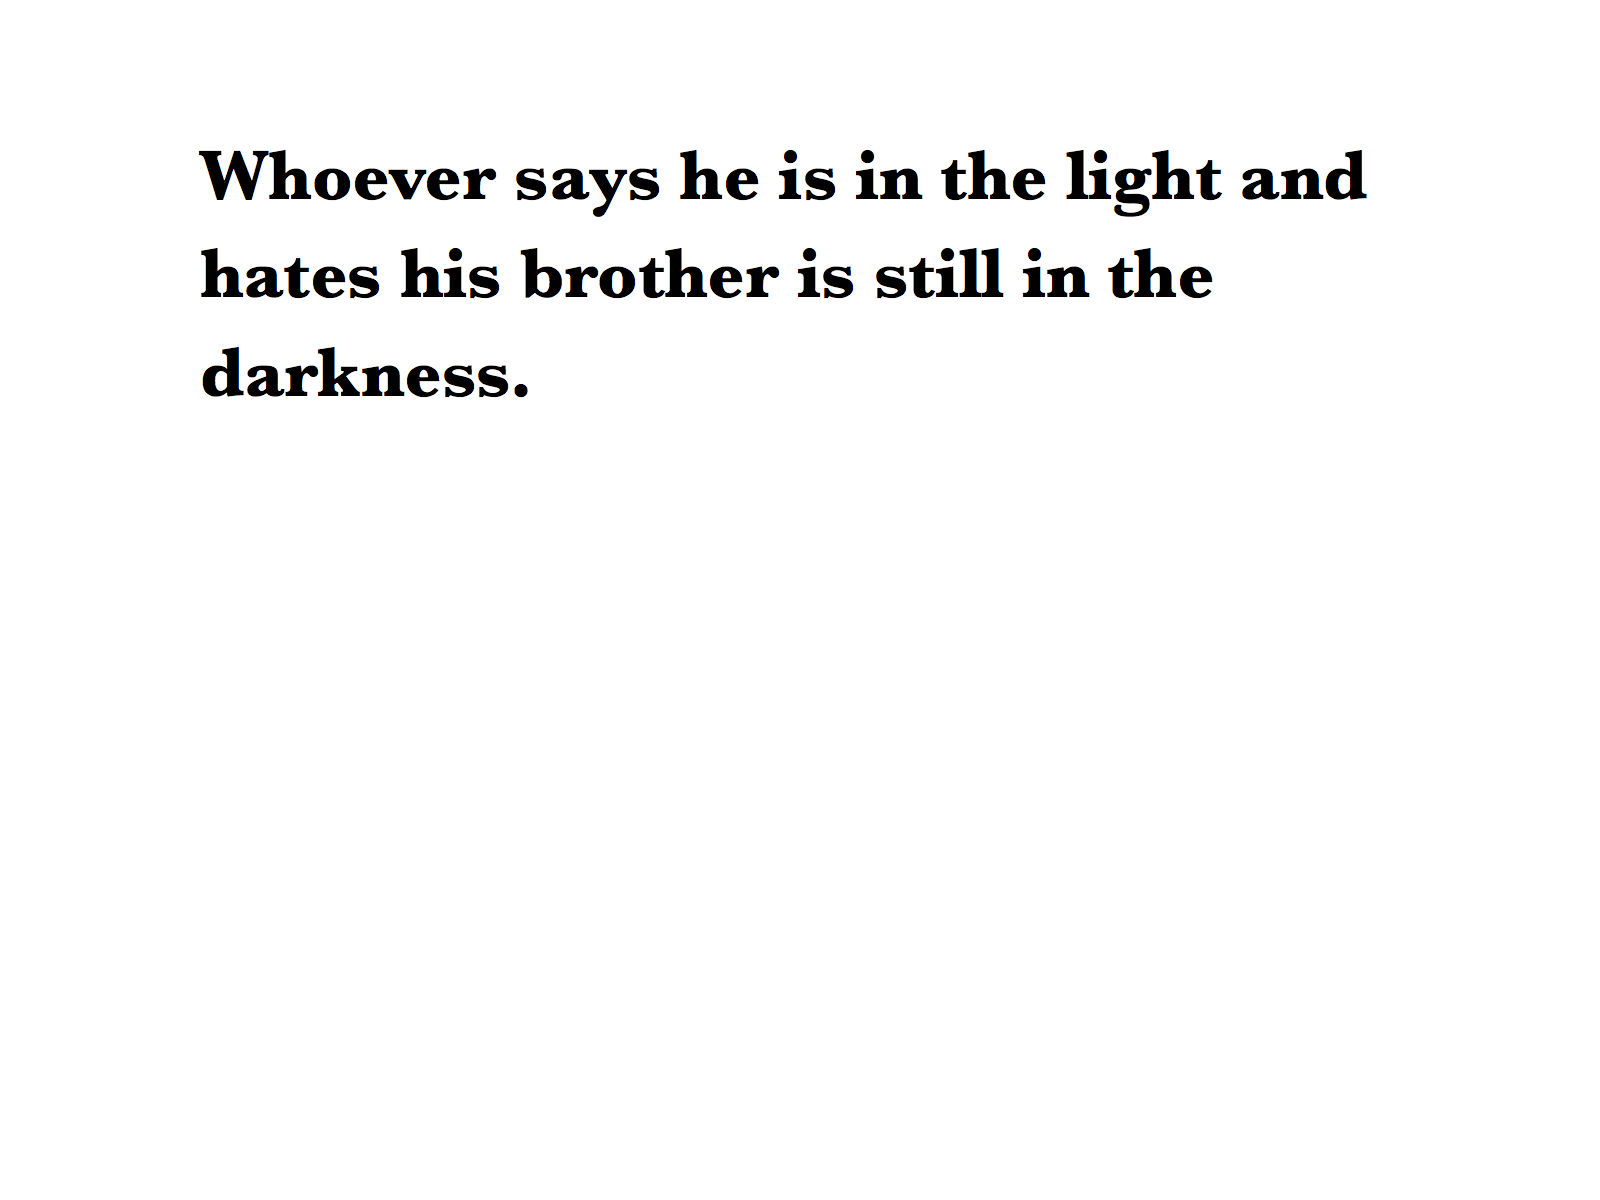 Whoever says he is in the light and
hates his brother is still in the
darkness.